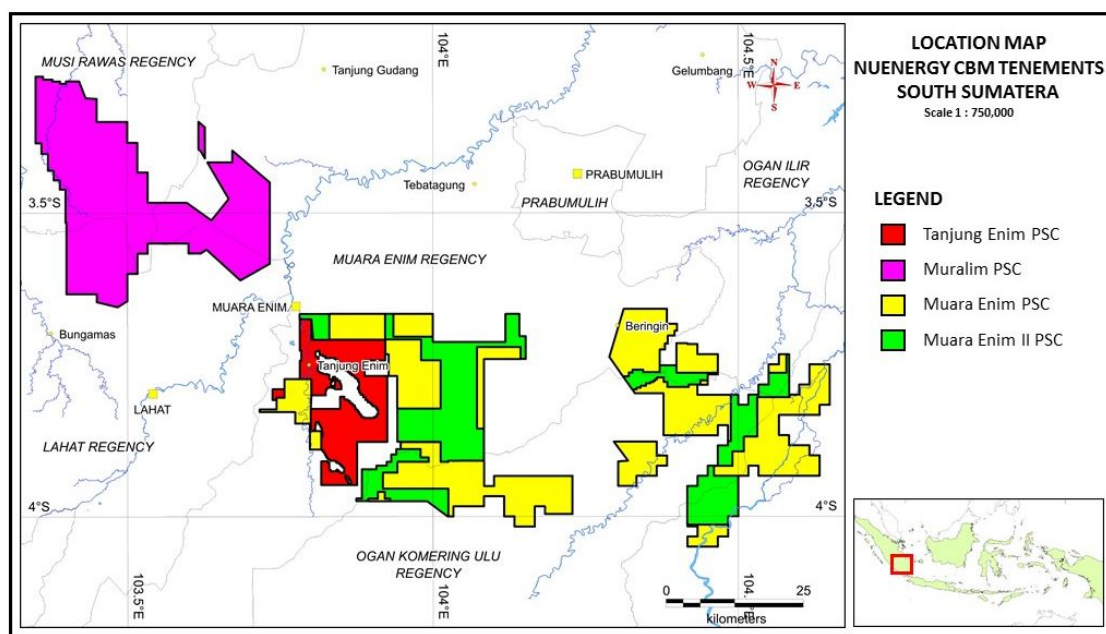 LOCATION MAP
NUENERGY CBM TENEMENTS
SOUTH SUMATERA
Scale 1 : 750,000
LEGEND
Tanjung Enim PSC
Muralim PSC
Muara Enim PSC
Muara Enim II PSC
MUSI RAWAS REGENCY
104°E
104.5°E
Tanjung Gudang
Gelumbang
N
W E
S
OGAN ILIR
REGENCY
Tebatagung
PRABUMULIH
PRABUMULIH
3.5°S
3.5°S
MUARA ENIM REGENCY
MUARA ENIM
Bungamas
Beringin
Tanjung Enim
LAHAT
LAHAT REGENCY
4°S
4°S
OGAN KOMERING ULU
REGENCY
103.5°E
104°E
104.5°E
0 25
kilometers